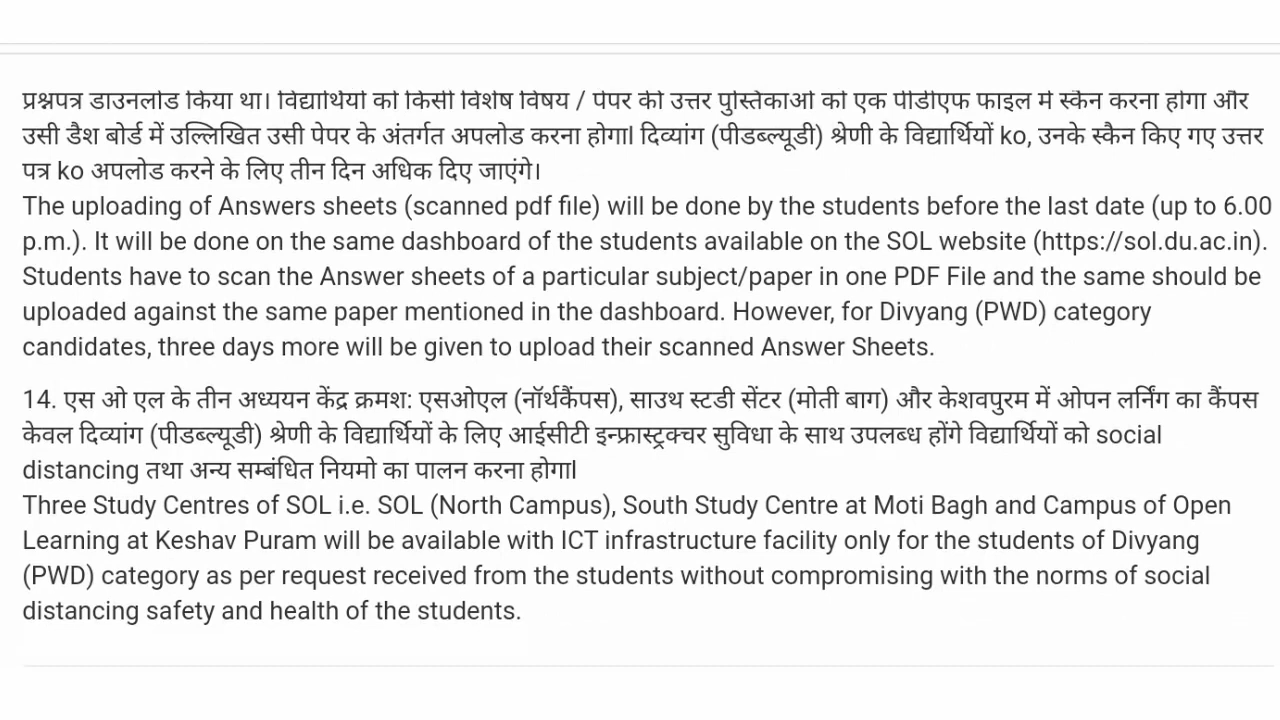 प्रश्नपत्र डाउनलोड किया था। विद्यार्थियों को किसी विशेष विषय / पेपर की उत्तर पुस्तिकाओं को एक पीडीएफ फाइल में स्कैन करना होगा और
उसी डैश बोर्ड में उल्लिखित उसी पेपर के अंतर्गत अपलोड करना होगाl दिव्यांग (पीडब्ल्यूडी) श्रेणी के विद्यार्थियों ko, उनके स्कैन किए गए उत्तर
पत्र ko अपलोड करने के लिए तीन दिन अधिक दिए जाएंगे।
The uploading of Answers sheets (scanned pdf file) will be done by the students before the last date (up to 6.00
p.m.). It will be done on the same dashboard of the students available on the SOL website (https://sol.du.ac.in).
Students have to scan the Answer sheets of a particular subject/paper in one PDF File and the same should be
uploaded against the same paper mentioned in the dashboard. However, for Divyang (PWD) category
candidates, three days more will be given to upload their scanned Answer Sheets.
14. एस ओ एल के तीन अध्ययन केंद्र क्रमश: एसओएल (नॉर्थकैंपस), साउथ स्टडी सेंटर (मोती बाग) और केशवपुरम में ओपन लर्निंग का कैंपस
केवल दिव्यांग (पीडब्ल्यूडी) श्रेणी के विद्यार्थियों के लिए आईसीटी इन्फ्रास्ट्रक्चर सुविधा के साथ उपलब्ध होंगे विद्यार्थियों को social
distancing तथा अन्य सम्बंधित नियमो का पालन करना होगाl
Three Study Centres of SOL i.e. SOL (North Campus), South Study Centre at Moti Bagh and Campus of Open
Learning at Keshav Puram will be available with ICT infrastructure facility only for the students of Divyang
(PWD) category as per request received from the students without compromising with the norms of social
distancing safety and health of the students.